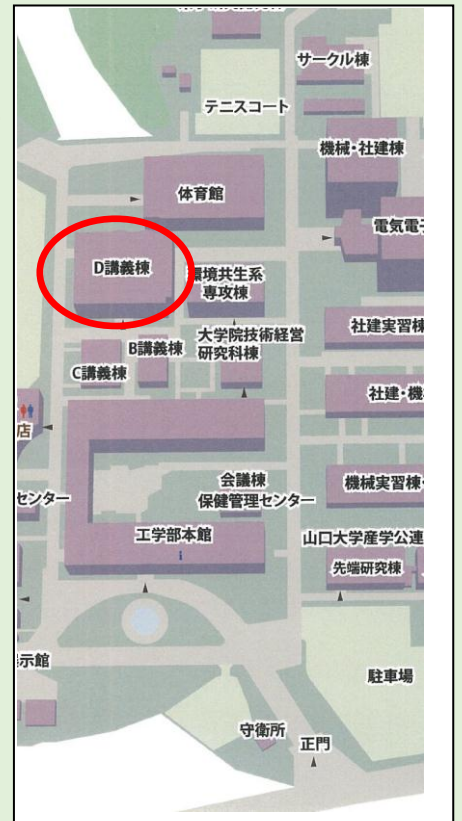 サークル棟
テニスコート
機械・社建棟
体育館
電気電子
D講義棟
環境共生系
専攻棟
社建実習棟
大学院技術経営
研究科棟
B講義棟
C講義棟
社建・機
店
会議棟
保健管理センター
機械実習棟・
センター
工学部本館
i
山口大学産学公連
先端研究棟
示館
駐車場
守衛所
正門